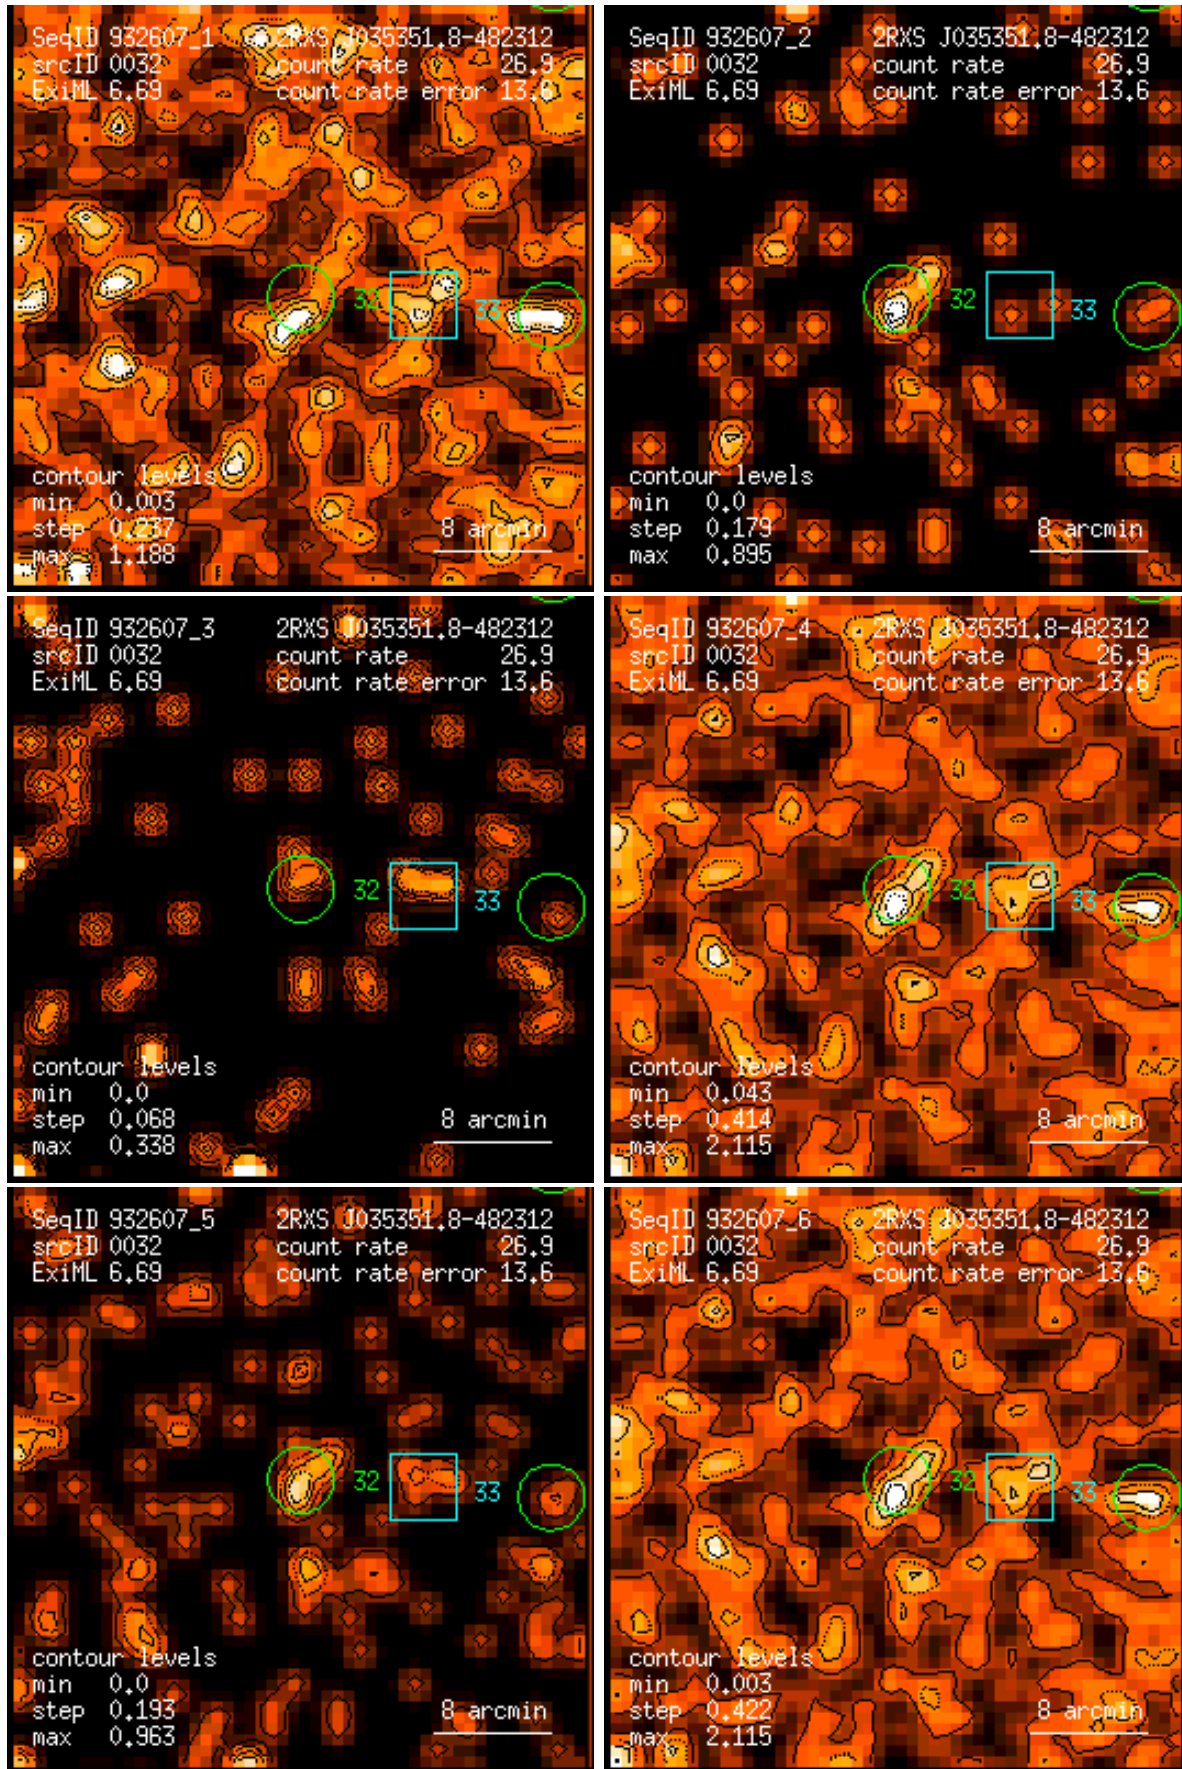 SeqID 932607_1 2RXS J035351.8-482312
srcID 0032 count rate 26.9
ExiML 6.69 count rate error 13.6
32
33
contour levels
min 0.003
step 0.237
max 1.188
8 arcmin
SeqID 932607_2 2RXS J035351.8-482312
srcID 0032 count rate 26.9
ExiML 6.69 count rate error 13.6
32
33
contour levels
min 0.0
step 0.179
max 0.895
8 arcmin
SeqID 932607_3 2RXS J035351.8-482312
srcID 0032 count rate 26.9
ExiML 6.69 count rate error 13.6
32
33
contour levels
min 0.0
step 0.068
max 0.338
8 arcmin
SeqID 932607_4 2RXS J035351.8-482312
srcID 0032 count rate 26.9
ExiML 6.69 count rate error 13.6
32
33
contour levels
min 0.043
step 0.414
max 2.115
8 arcmin
SeqID 932607_5 2RXS J035351.8-482312
srcID 0032 count rate 26.9
ExiML 6.69 count rate error 13.6
32
33
contour levels
min 0.0
step 0.193
max 0.963
8 arcmin
SeqID 932607_6 2RXS J035351.8-482312
srcID 0032 count rate 26.9
ExiML 6.69 count rate error 13.6
32
33
contour levels
min 0.003
step 0.422
max 2.115
8 arcmin